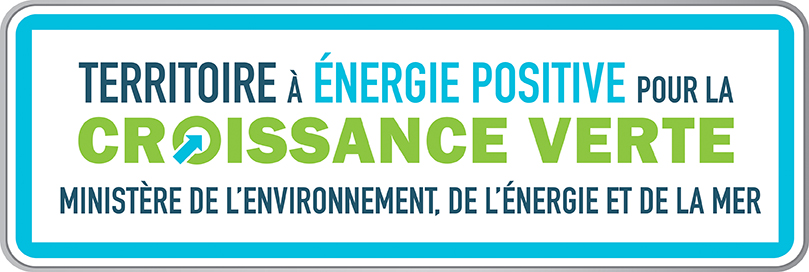 TERRITOIRE À ÉNERGIE POSITIVE POUR LA
CROISSANCE VERTE
MINISTÈRE DE L'ENVIRONNEMENT, DE L'ÉNERGIE ET DE LA MER